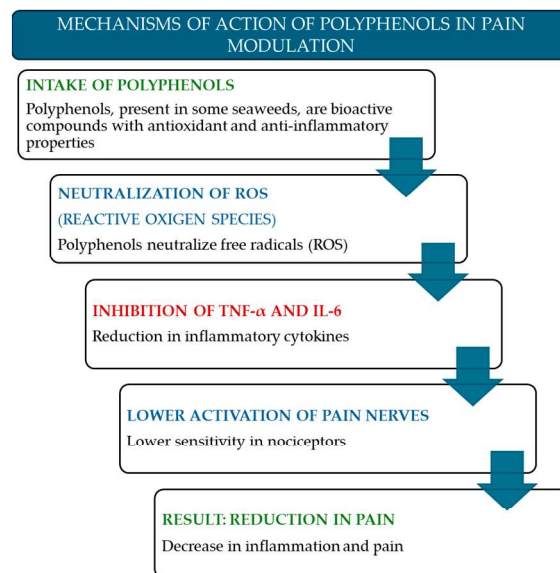 MECHANISMS OF ACTION OF POLYPHENOLS IN PAIN
MODULATION
INTAKE OF POLYPHENOLS
Polyphenols, present in some seaweeds, are bioactive
compounds with antioxidant and anti-inflammatory
properties
NEUTRALIZATION OF ROS
(REACTIVE OXIGEN SPECIES)
Polyphenols neutralize free radicals (ROS)
INHIBITION OF TNF-α AND IL-6
Reduction in inflammatory cytokines
LOWER ACTIVATION OF PAIN NERVES
Lower sensitivity in nociceptors
RESULT: REDUCTION IN PAIN
Decrease in inflammation and pain